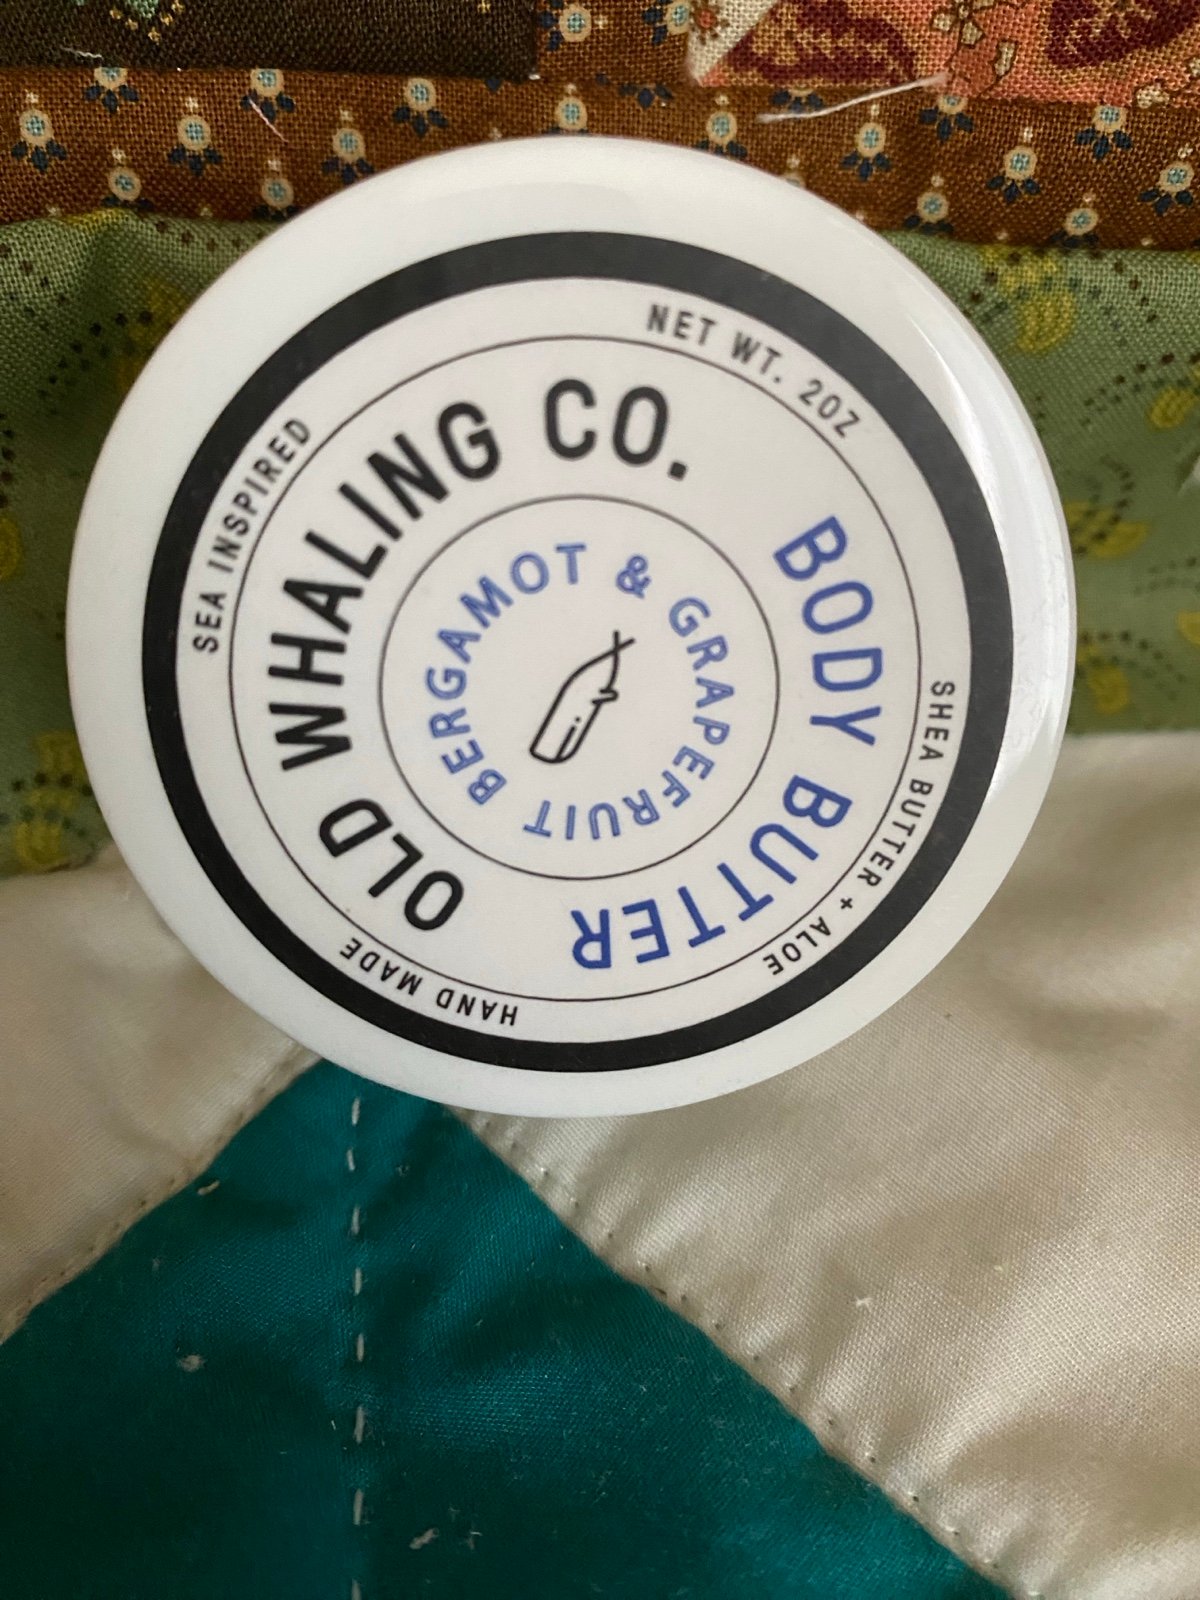 OLD WHALING CO.
BODY BUTTER
BERGAMOT & GRAPEFRUIT
SEA INSPIRED
NET WT. 2OZ
SHEA BUTTER + ALOE
HAND MADE